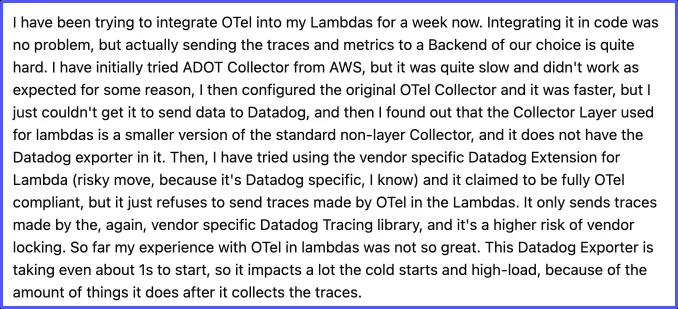 I have been trying to integrate OTel into my Lambdas for a week now. Integrating it in code was
no problem, but actually sending the traces and metrics to a Backend of our choice is quite
hard. I have initially tried ADOT Collector from AWS, but it was quite slow and didn't work as
expected for some reason, I then configured the original OTel Collector and it was faster, but I
just couldn't get it to send data to Datadog, and then I found out that the Collector Layer used
for lambdas is a smaller version of the standard non-layer Collector, and it does not have the
Datadog exporter in it. Then, I have tried using the vendor specific Datadog Extension for
Lambda (risky move, because it's Datadog specific, I know) and it claimed to be fully OTel
compliant, but it just refuses to send traces made by OTel in the Lambdas. It only sends traces
made by the, again, vendor specific Datadog Tracing library, and it's a higher risk of vendor
locking. So far my experience with OTel in lambdas was not so great. This Datadog Exporter is
taking even about 1s to start, so it impacts a lot the cold starts and high-load, because of the
amount of things it does after it collects the traces.